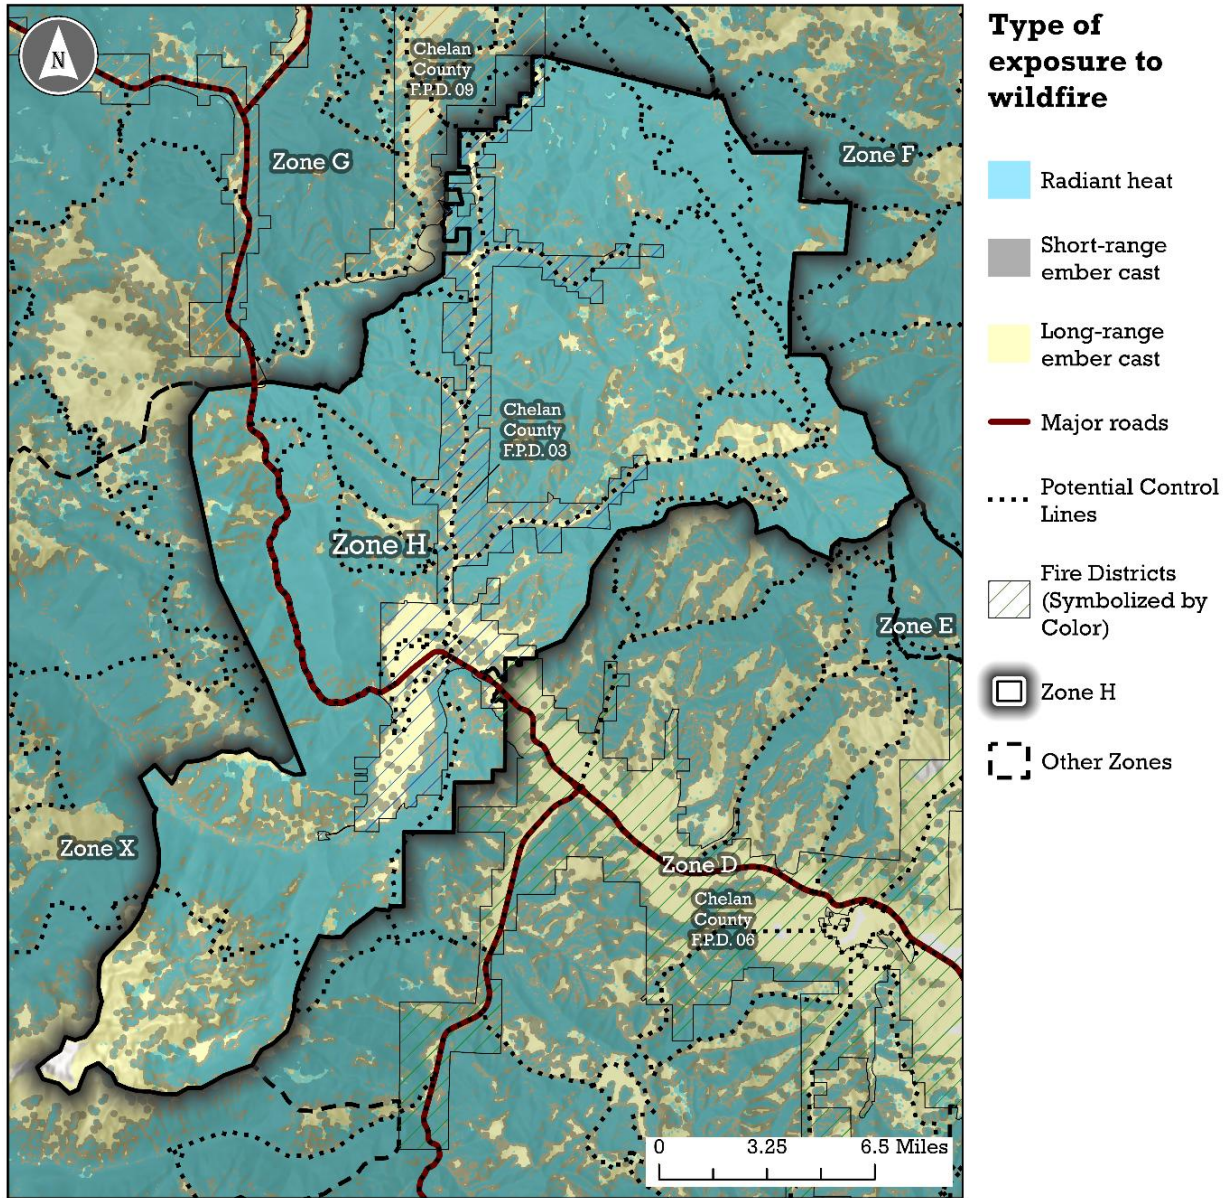 N
Chelan
County
F.P.D. 09
Zone G
Zone F
Chelan
County
F.P.D. 03
Zone H
Zone E
Zone X
Zone D
Chelan
County
F.P.D. 06
0 3.25 6.5 Miles
Type of
exposure to
wildfire
Radiant heat
Short-range
ember cast
Long-range
ember cast
Major roads
Potential Control
Lines
Fire Districts
(Symbolized by
Color)
Zone H
Other Zones